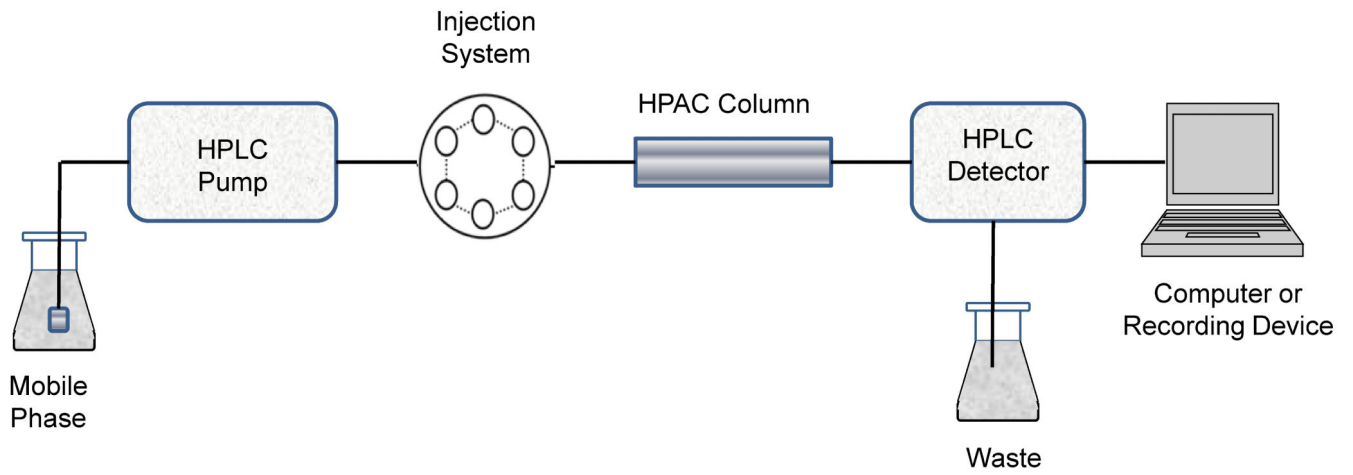 Injection
System
HPAC Column
HPLC
Pump
HPLC
Detector
Mobile
Phase
Computer or
Recording Device
Waste